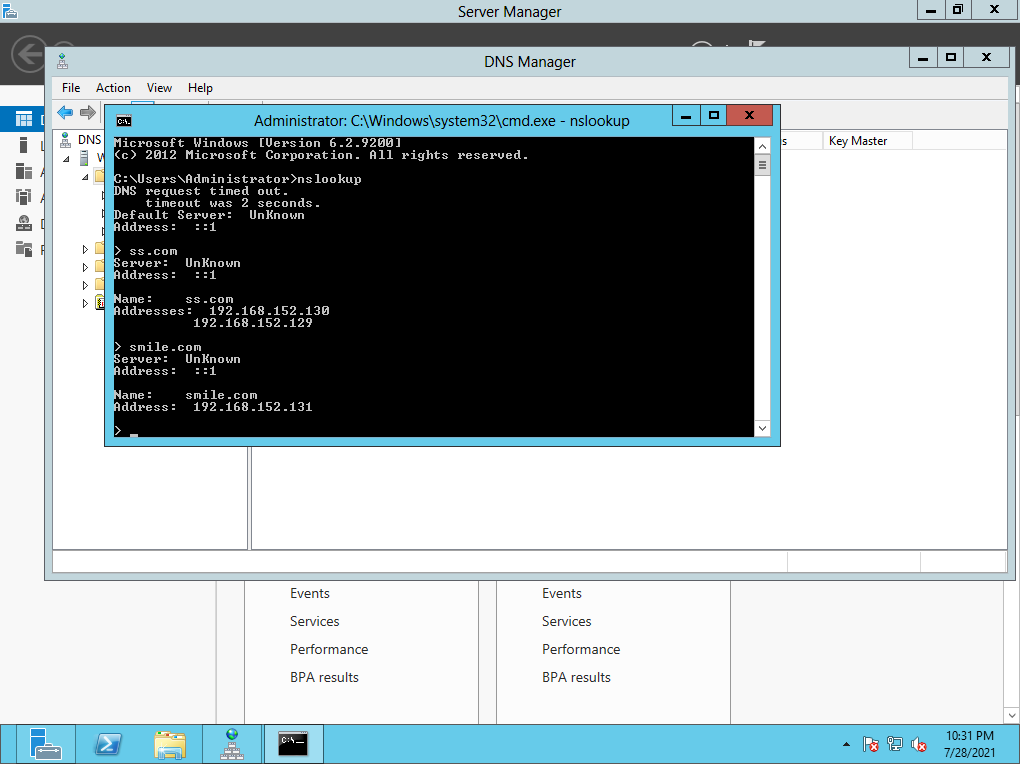 Server Manager
DNS Manager
File Action View Help
DNS
Key Master
Administrator: C:\Windows\system32\cmd.exe - nslookup
Microsoft Windows [Version 6.2.9200]
(c) 2012 Microsoft Corporation. All rights reserved.
C:\Users\Administrator>nslookup
DNS request timed out.
timeout was 2 seconds.
Default Server:  UnKnown
Address:  ::1
> ss.com
Server:  UnKnown
Address:  ::1
Name:    ss.com
Addresses:  192.168.152.130
192.168.152.129
> smile.com
Server:  UnKnown
Address:  ::1
Name:    smile.com
Address:  192.168.152.131
>
Events Events
Services Services
Performance Performance
BPA results BPA results
10:31 PM
7/28/2021